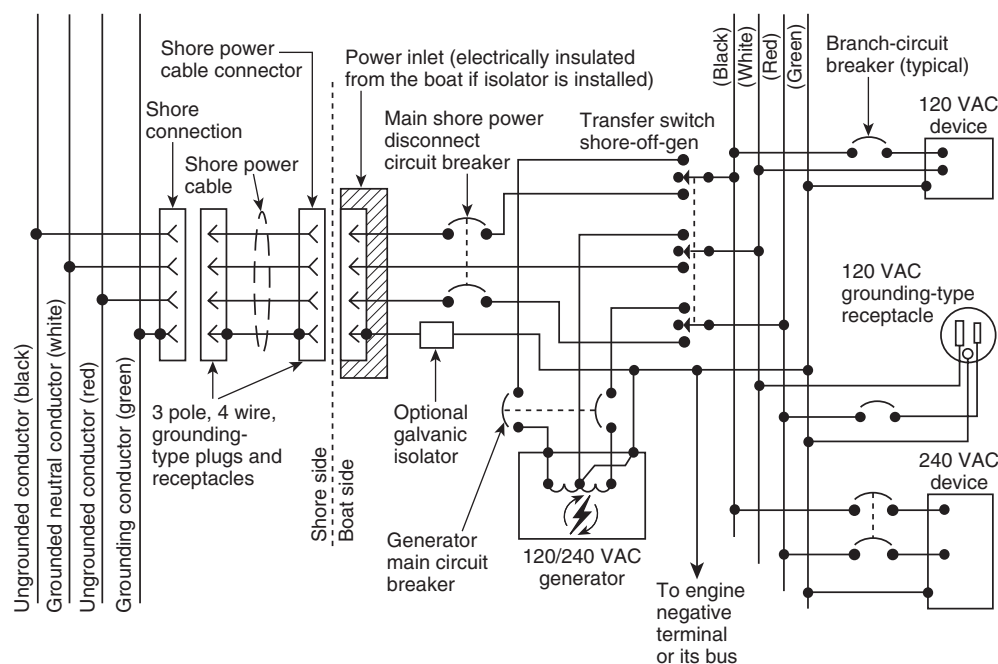 Shore power
cable connector
Power inlet (electrically insulated
from the boat if isolator is installed)
(Black)
(White)
(Red)
(Green)
Branch-circuit
breaker (typical)
Shore
connection
Shore power
cable
Main shore power
disconnect
circuit breaker
Transfer switch
shore-off-gen
120 VAC
device
120 VAC
grounding-type
receptacle
Ungrounded conductor (black)
Grounded neutral conductor (white)
Ungrounded conductor (red)
Grounding conductor (green)
3 pole, 4 wire,
grounding-
type plugs and
receptacles
Shore side
Boat side
Optional
galvanic
isolator
Generator
main circuit
breaker
120/240 VAC
generator
To engine
negative
terminal
or its bus
240 VAC
device